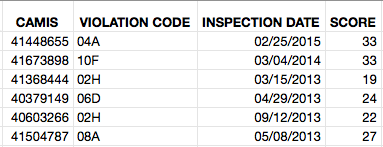 CAMIS VIOLATION CODE INSPECTION DATE SCORE
41448655 04A 02/25/2015 33
41673898 10F 03/04/2014 33
41368444 02H 03/15/2013 19
40379149 06D 04/29/2013 24
40603266 02H 09/12/2013 22
41504787 08A 05/08/2013 27